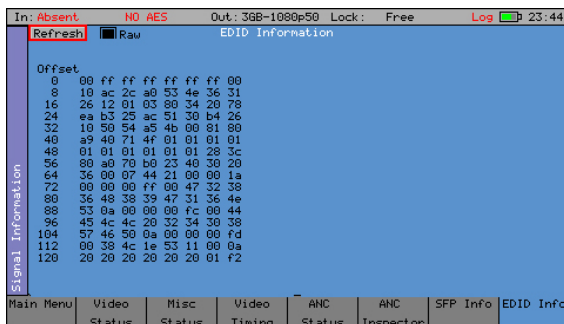 In: Absent NO AES Out: 3GB-1080p50 Lock: Free Log 23:44
Refresh Raw EDID Information
Offset
0 00 ff ff ff ff ff ff 00
8 10 ac 2c a0 53 4e 36 31
16 26 12 01 03 80 34 20 78
24 ea b3 25 ac 51 30 b4 26
32 10 50 54 a5 4b 00 81 80
40 a9 40 71 4f 01 01 01 01
48 01 01 01 01 01 01 28 3c
56 80 a0 70 b0 23 40 30 20
64 36 00 07 44 21 00 00 1a
72 00 00 00 ff 00 47 32 38
80 36 48 38 39 47 31 36 4e
88 53 0a 00 00 00 fc 00 44
96 45 4c 4c 20 32 34 30 38
104 57 46 50 0a 00 00 00 fd
112 00 38 4c 1e 53 11 00 0a
120 20 20 20 20 20 20 01 f2
Signal Information
Main Menu Video Misc Video ANC ANC SFP Info EDID Info
Status Status Timing Status Inspector